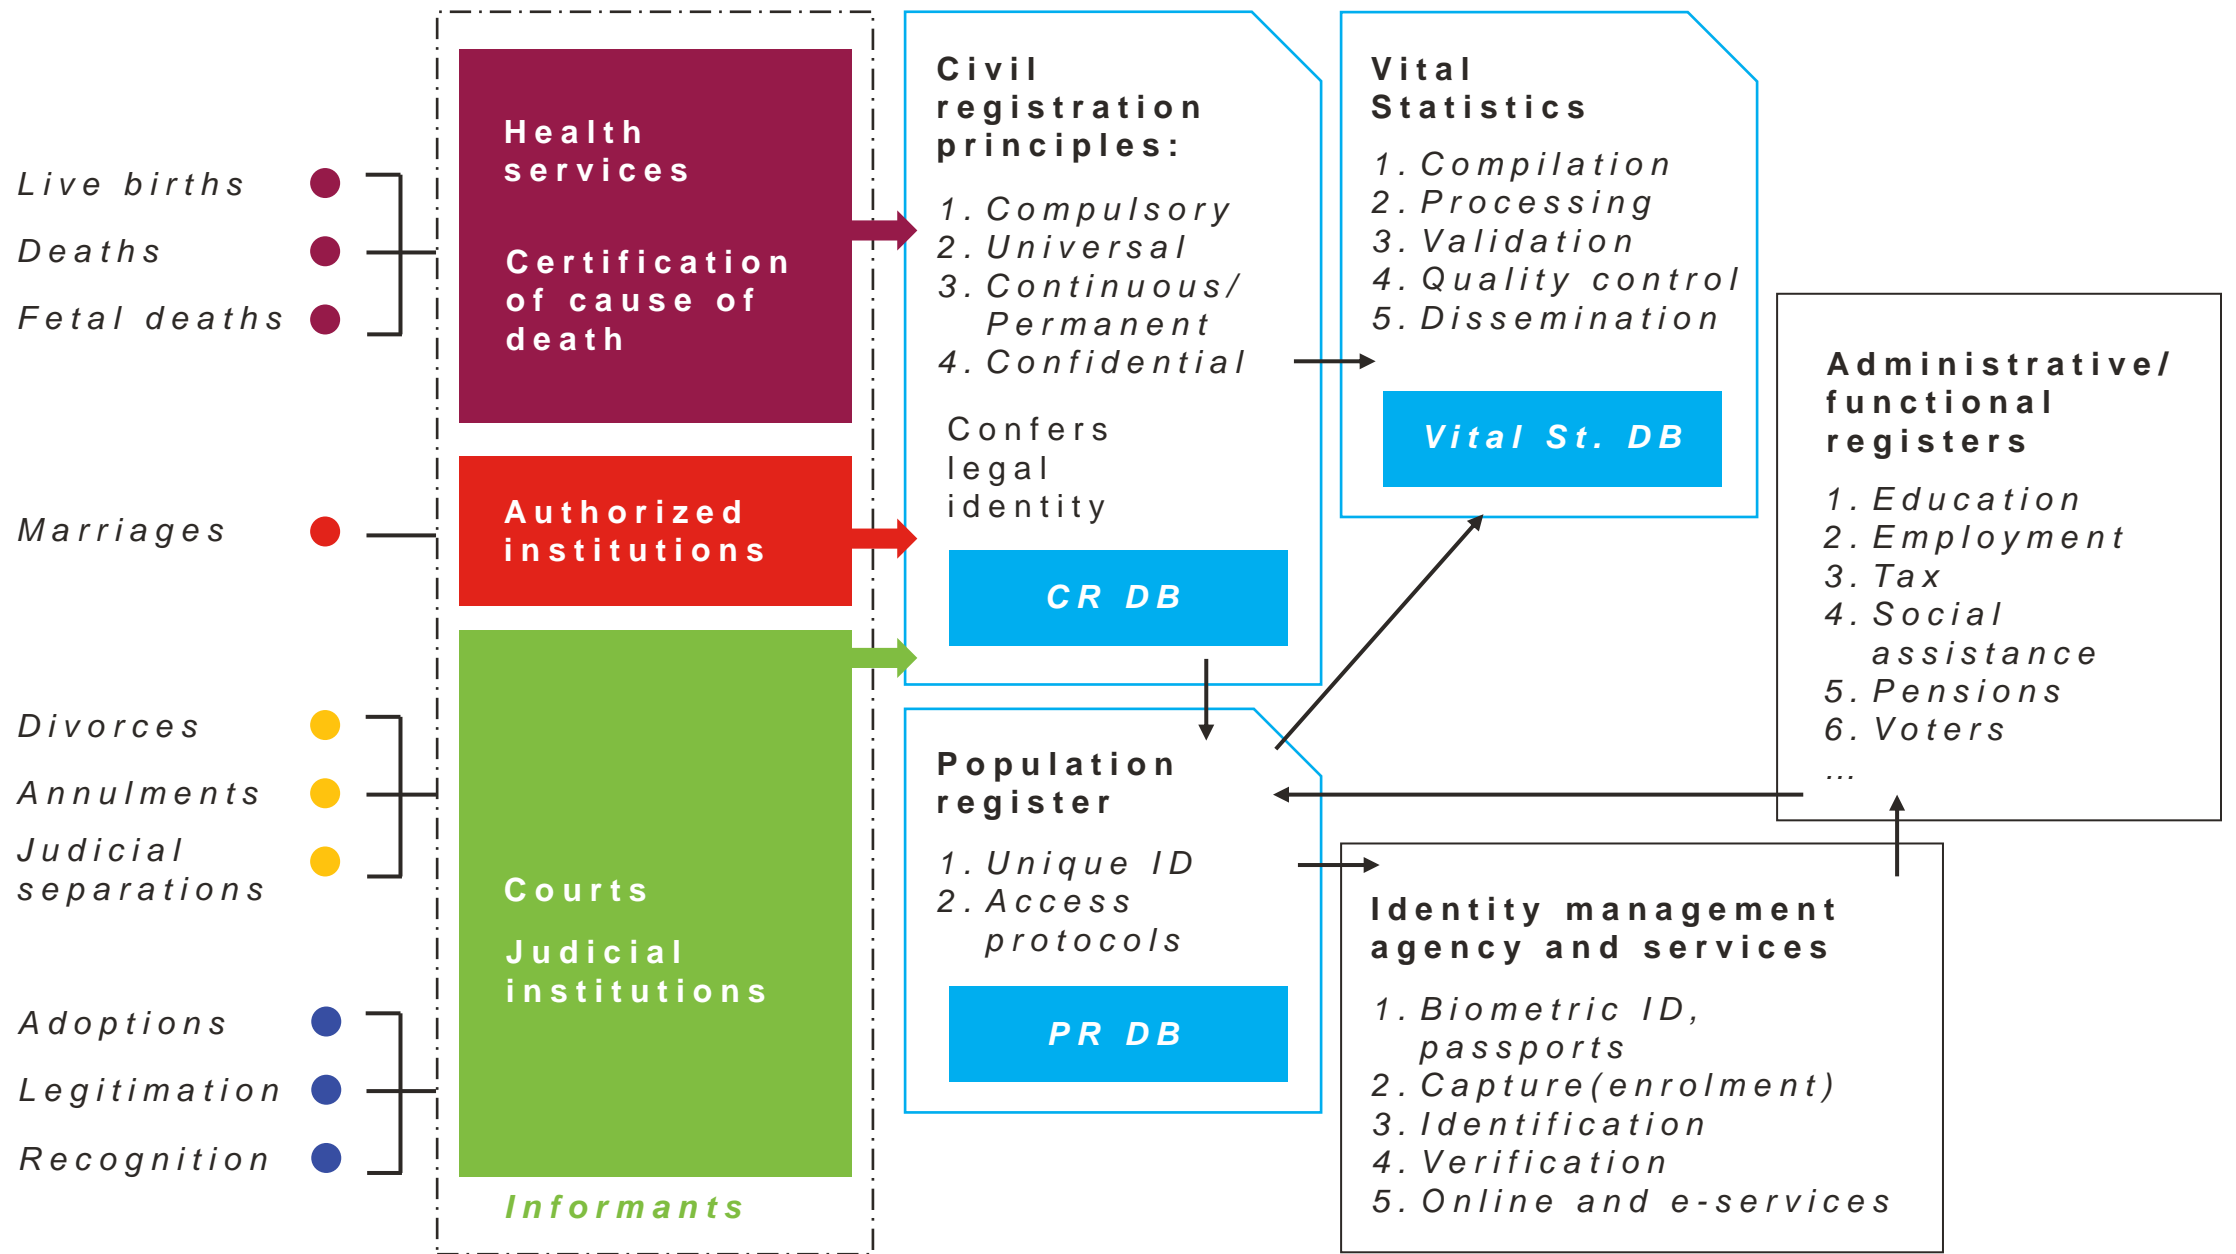 Live births
Deaths
Fetal deaths
Marriages
Divorces
Annulments
Judicial
separations
Adoptions
Legitimation
Recognition
Health
services
Certification
of cause of
death
Authorized
institutions
Courts
Judicial
institutions
Informants
Civil
registration
principles:
1. Compulsory
2. Universal
3. Continuous/
Permanent
4. Confidential
Confers
legal
identity
CR DB
Population
register
1. Unique ID
2. Access
protocols
PR DB
Vital
Statistics
1. Compilation
2. Processing
3. Validation
4. Quality control
5. Dissemination
Vital St. DB
Administrative/
functional
registers
1. Education
2. Employment
3. Tax
4. Social
assistance
5. Pensions
6. Voters
...
Identity management
agency and services
1. Biometric ID,
passports
2. Capture(enrolment)
3. Identification
4. Verification
5. Online and e-services